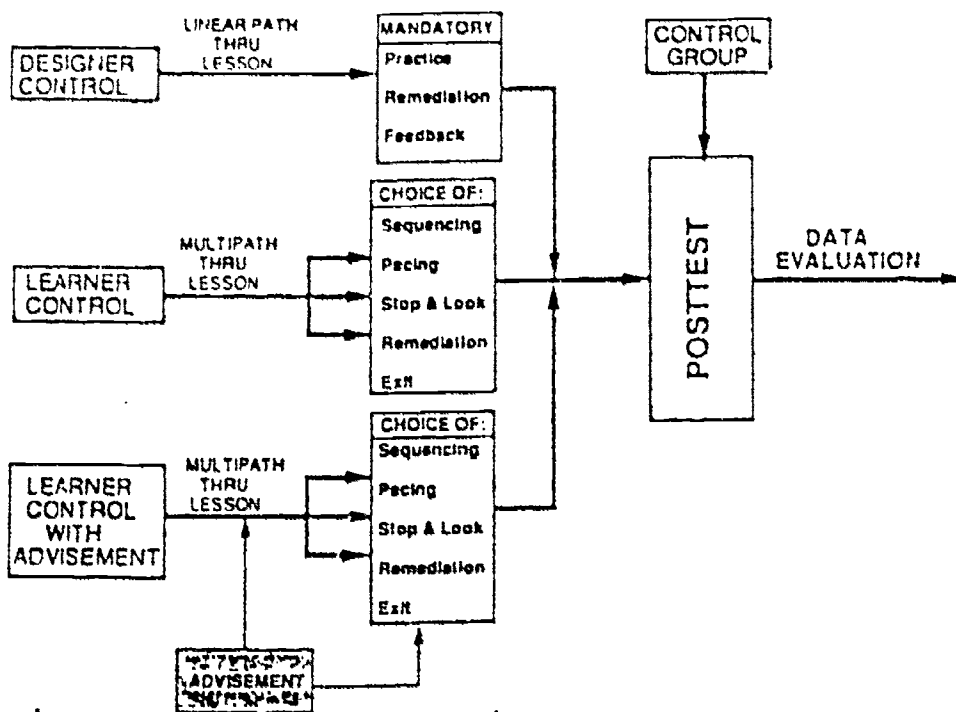 DESIGNER
CONTROL
LINEAR PATH
THRU
LESSON
MANDATORY
Practice
Remediation
Feedback
CONTROL
GROUP
LEARNER
CONTROL
MULTIPATH
THRU
LESSON
CHOICE OF:
Sequencing
Pacing
Stop & Look
Remediation
Exit
POSTTEST
DATA
EVALUATION
LEARNER
CONTROL
WITH
ADVISEMENT
MULTIPATH
THRU
LESSON
CHOICE OF:
Sequencing
Pacing
Stop & Look
Remediation
Exit
ADVISEMENT